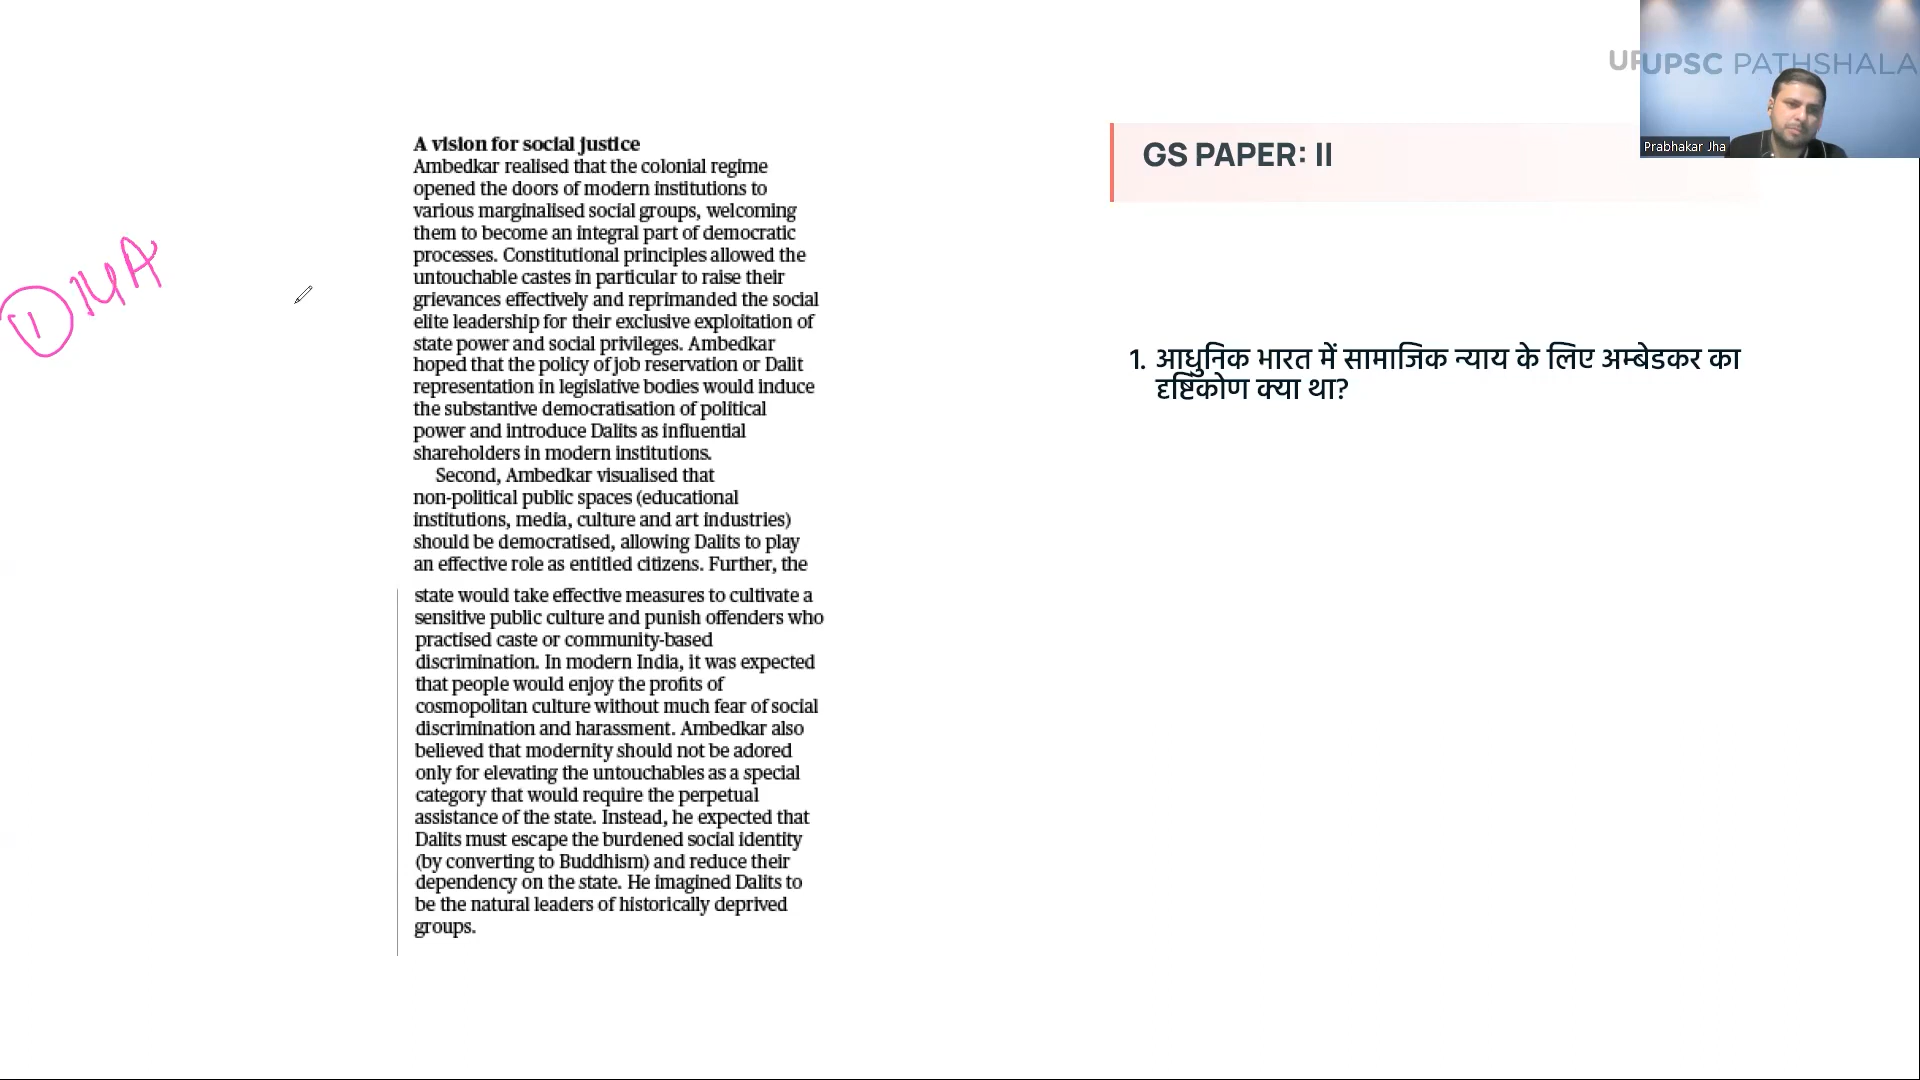 UPSC PATHSHALA
Prabhakar Jha
A vision for social justice
Ambedkar realised that the colonial regime
opened the doors of modern institutions to
various marginalised social groups, welcoming
them to become an integral part of democratic
processes. Constitutional principles allowed the
untouchable castes in particular to raise their
grievances effectively and reprimanded the social
elite leadership for their exclusive exploitation of
state power and social privileges. Ambedkar
hoped that the policy of job reservation or Dalit
representation in legislative bodies would induce
the substantive democratisation of political
power and introduce Dalits as influential
shareholders in modern institutions.
Second, Ambedkar visualised that
non-political public spaces (educational
institutions, media, culture and art industries)
should be democratised, allowing Dalits to play
an effective role as entitled citizens. Further, the
state would take effective measures to cultivate a
sensitive public culture and punish offenders who
practised caste or community-based
discrimination. In modern India, it was expected
that people would enjoy the profits of
cosmopolitan culture without much fear of social
discrimination and harassment. Ambedkar also
believed that modernity should not be adored
only for elevating the untouchables as a special
category that would require the perpetual
assistance of the state. Instead, he expected that
Dalits must escape the burdened social identity
(by converting to Buddhism) and reduce their
dependency on the state. He imagined Dalits to
be the natural leaders of historically deprived
groups.
GS PAPER: II
1. आधुनिक भारत में सामाजिक न्याय के लिए अम्बेडकर का
दृष्टिकोण क्या था?